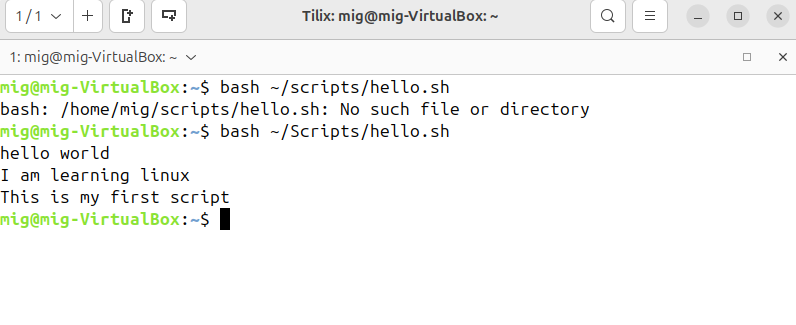 1 / 1
Tilix: mig@mig-VirtualBox: ~
1: mig@mig-VirtualBox: ~
mig@mig-VirtualBox:~$ bash ~/scripts/hello.sh
bash: /home/mig/scripts/hello.sh: No such file or directory
mig@mig-VirtualBox:~$ bash ~/Scripts/hello.sh
hello world
I am learning linux
This is my first script
mig@mig-VirtualBox:~$